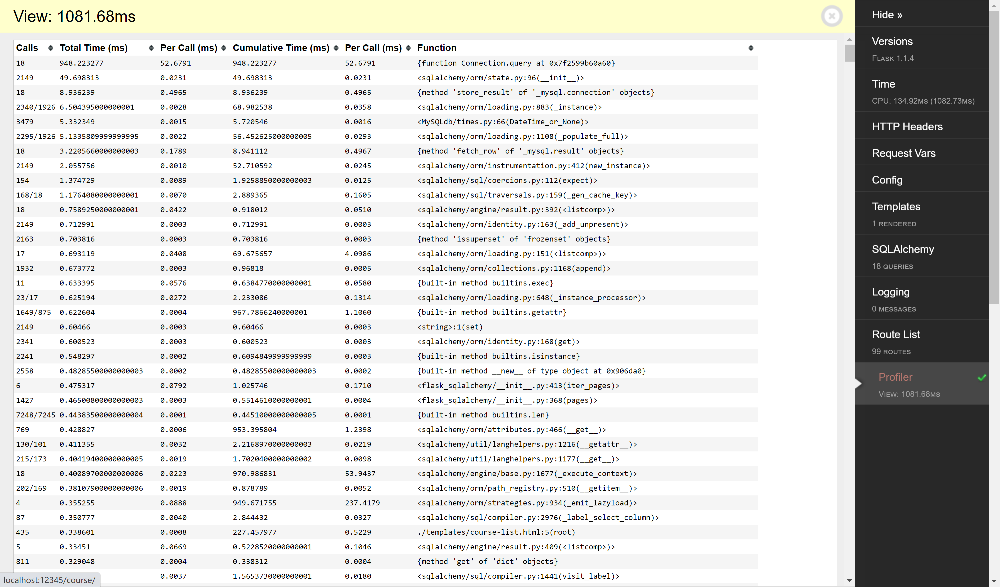 View: 1081.68ms
Calls Total Time (ms) Per Call (ms) Cumulative Time (ms) Per Call (ms) Function
18 948.223277 52.6791 948.223277 52.6791 {function Connection.query at 0x7f2599b60a60}
2149 49.698313 0.0231 49.698313 0.0231 <sqlalchemy/orm/state.py:96(__init__)>
18 8.936239 0.4965 8.936239 0.4965 {method 'store_result' of '_mysql.connection' objects}
2340/1926 6.504395000000001 0.0028 68.982538 0.0358 <sqlalchemy/orm/loading.py:883(_instance)>
3479 5.332349 0.0015 5.720546 0.0016 <MySQLdb/times.py:66(DateTime_or_None)>
2295/1926 5.1335809999999995 0.0022 56.452625000000005 0.0293 <sqlalchemy/orm/loading.py:1108(_populate_full)>
18 3.2205660000000003 0.1789 8.941112 0.4967 {method 'fetch_row' of '_mysql.result' objects}
2149 2.055756 0.0010 52.710592 0.0245 <sqlalchemy/orm/instrumentation.py:412(new_instance)>
154 1.374729 0.0089 1.9258850000000003 0.0125 <sqlalchemy/sql/coercions.py:112(expect)>
168/18 1.1764080000000001 0.0070 2.889365 0.1605 <sqlalchemy/sql/traversals.py:159(_gen_cache_key)>
18 0.7589250000000001 0.0422 0.918012 0.0510 <sqlalchemy/engine/result.py:392(<listcomp>)>
2149 0.712991 0.0003 0.712991 0.0003 <sqlalchemy/orm/identity.py:163(_add_unpresent)>
2163 0.703816 0.0003 0.703816 0.0003 {method 'issuperset' of 'frozenset' objects}
17 0.693119 0.0408 69.675657 4.0986 <sqlalchemy/orm/loading.py:151(<listcomp>)>
1932 0.673772 0.0003 0.96818 0.0005 <sqlalchemy/orm/collections.py:1168(append)>
11 0.633395 0.0576 0.6384770000000001 0.0580 {built-in method builtins.exec}
23/17 0.625194 0.0272 2.233086 0.1314 <sqlalchemy/orm/loading.py:648(_instance_processor)>
1649/875 0.622604 0.0004 967.7866240000001 1.1060 {built-in method builtins.getattr}
2149 0.60466 0.0003 0.60466 0.0003 <string>:1(set)
2341 0.600523 0.0003 0.600523 0.0003 <sqlalchemy/orm/identity.py:168(get)>
2241 0.548297 0.0002 0.6094849999999999 0.0003 {built-in method builtins.isinstance}
2558 0.48285500000000003 0.0002 0.48285500000000003 0.0002 {built-in method __new__ of type object at 0x906da0}
6 0.475317 0.0792 1.025746 0.1710 <flask_sqlalchemy/__init__.py:413(iter_pages)>
1427 0.46500800000000003 0.0003 0.5514610000000001 0.0004 <flask_sqlalchemy/__init__.py:368(pages)>
7248/7245 0.44383500000000004 0.0001 0.44510000000000005 0.0001 {built-in method builtins.len}
769 0.428827 0.0006 953.395804 1.2398 <sqlalchemy/orm/attributes.py:466(__get__)>
130/101 0.411355 0.0032 2.2168970000000003 0.0219 <sqlalchemy/util/langhelpers.py:1216(__getattr__)>
215/173 0.40419400000000005 0.0019 1.7020400000000002 0.0098 <sqlalchemy/util/langhelpers.py:1177(__get__)>
18 0.40089700000000006 0.0223 970.986831 53.9437 <sqlalchemy/engine/base.py:1677(_execute_context)>
202/169 0.38107900000000006 0.0019 0.878789 0.0052 <sqlalchemy/orm/path_registry.py:510(__getitem__)>
4 0.355255 0.0888 949.671755 237.4179 <sqlalchemy/orm/strategies.py:934(_emit_lazyload)>
87 0.350777 0.0040 2.844432 0.0327 <sqlalchemy/sql/compiler.py:2976(_label_select_column)>
435 0.338601 0.0008 227.457977 0.5229 ./templates/course-list.html:5(root)
5 0.33451 0.0669 0.5228520000000001 0.1046 <sqlalchemy/engine/result.py:409(<listcomp>)>
811 0.329048 0.0004 0.338312 0.0004 {method 'get' of 'dict' objects}
0.0037 1.5653730000000001 0.0180 <sqlalchemy/sql/compiler.py:1441(visit_label)>
localhost:12345/course/
Hide »
Versions
Flask 1.1.4
Time
CPU: 134.92ms (1082.73ms)
HTTP Headers
Request Vars
Config
Templates
1 rendered
SQLAlchemy
18 queries
Logging
0 messages
Route List
99 routes
Profiler
View: 1081.68ms